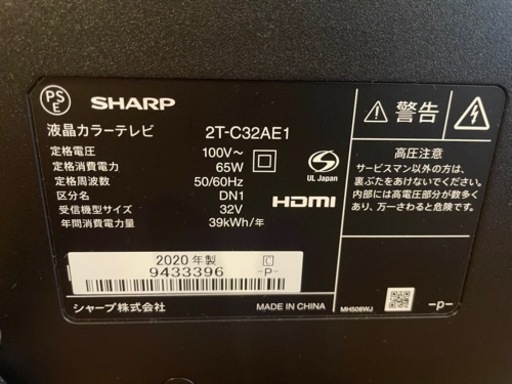 PS
E
SHARP
液晶カラーテレビ 2T-C32AE1
定格電圧 100V~
定格消費電力 65W
定格周波数 50/60Hz
区分名 DN1
受信機型サイズ 32V
年間消費電力量 39kWh/年
UL Japan
HDMI
2020年製 C
9433396 -P-
シャープ株式会社 MADE IN CHINA
警告
高圧注意
サービスマン以外の方は、
裏ぶたをあけないでください。
内部には高電圧部分が数多く
あり、万一さわると危険です。
MH508WJ
-p-